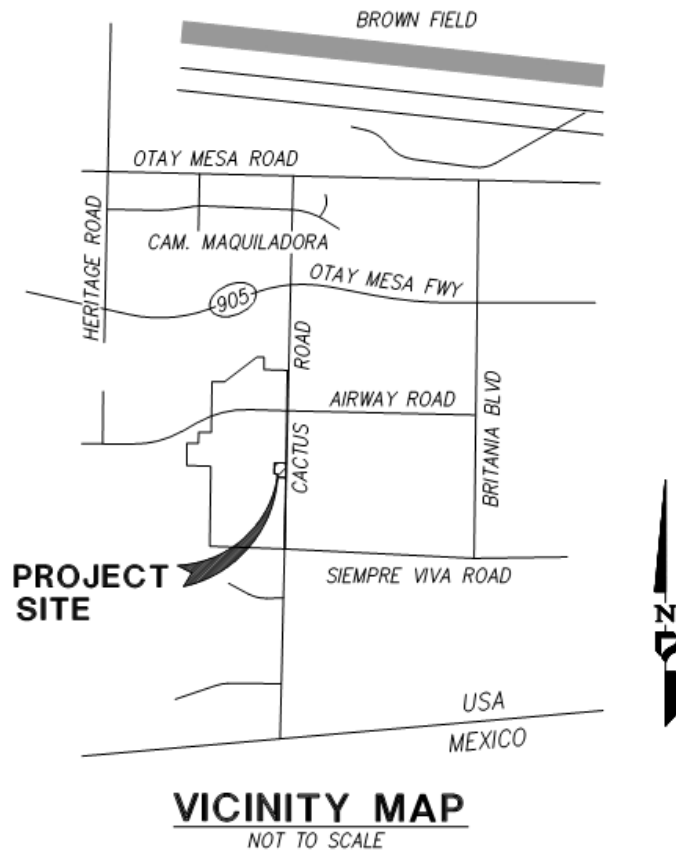 BROWN FIELD
OTAY MESA ROAD
HERITAGE ROAD
CAM. MAQUILADORA
OTAY MESA FWY
905
ROAD
AIRWAY ROAD
BRITANIA BLVD
CACTUS
PROJECT
SITE
SIEMPRE VIVA ROAD
N
USA
MEXICO
VICINITY MAP
NOT TO SCALE